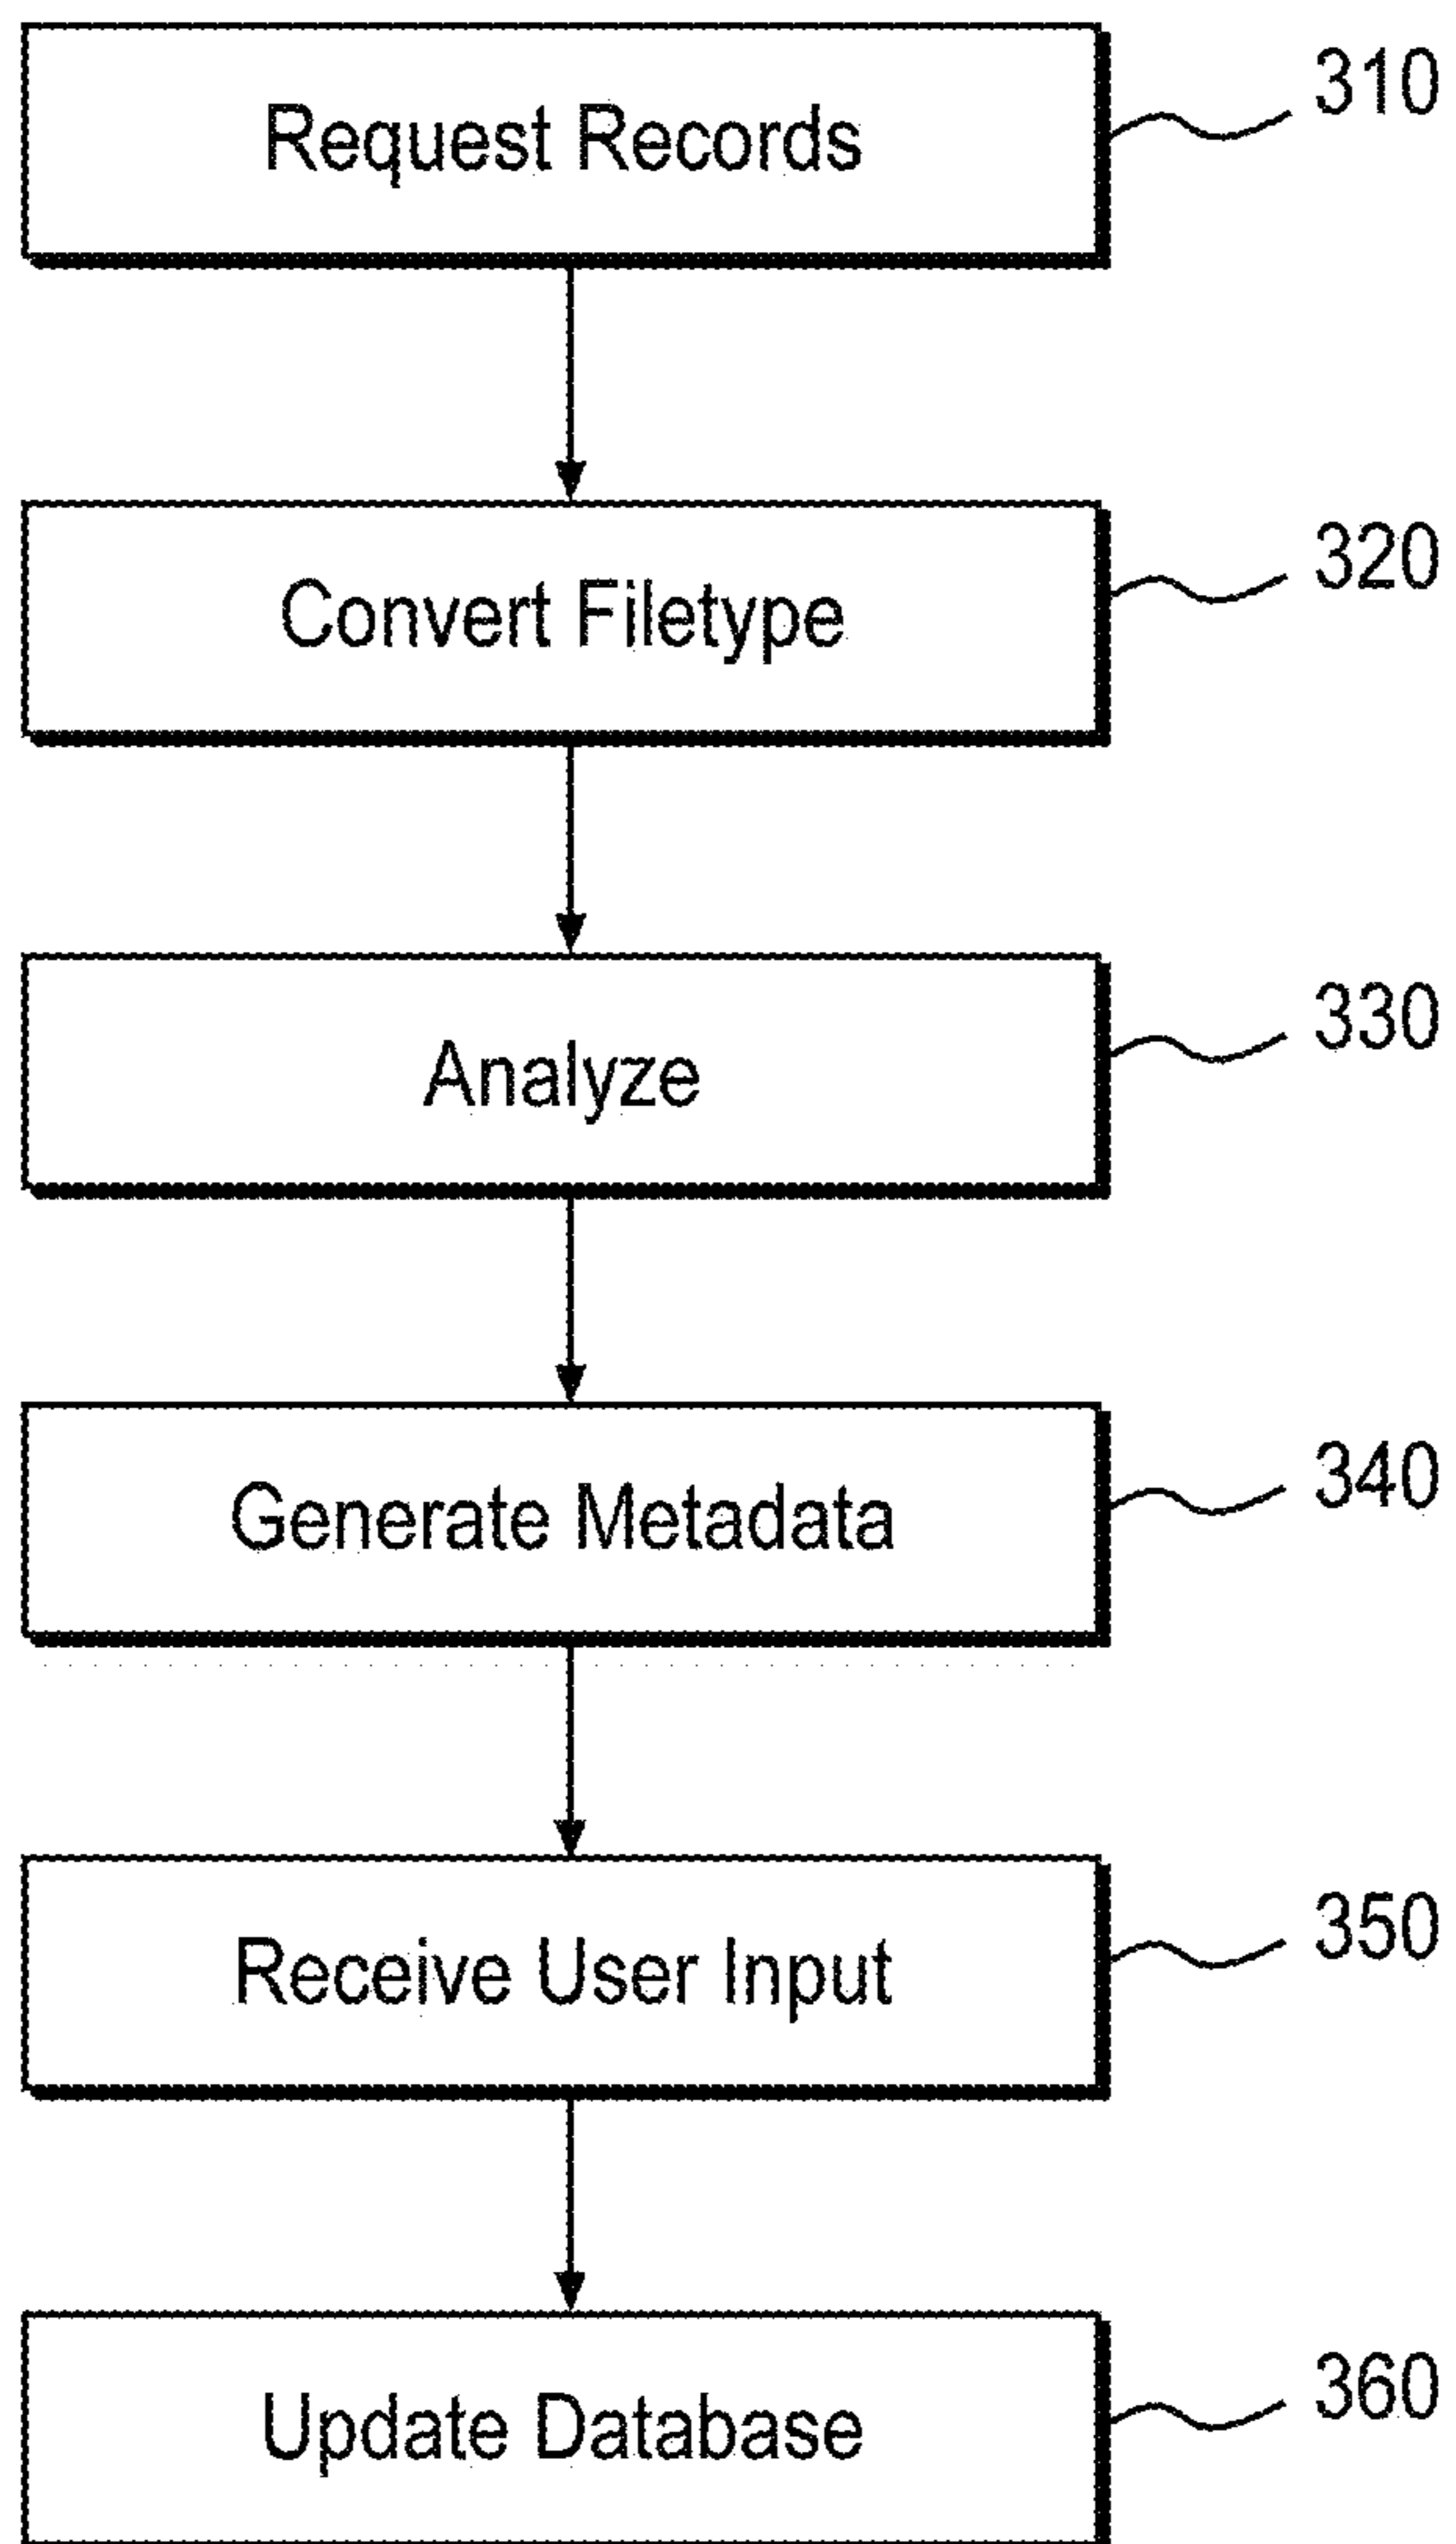 Request Records
310
Convert Filetype
320
Analyze
330
Generate Metadata
340
Receive User Input
350
Update Database
360